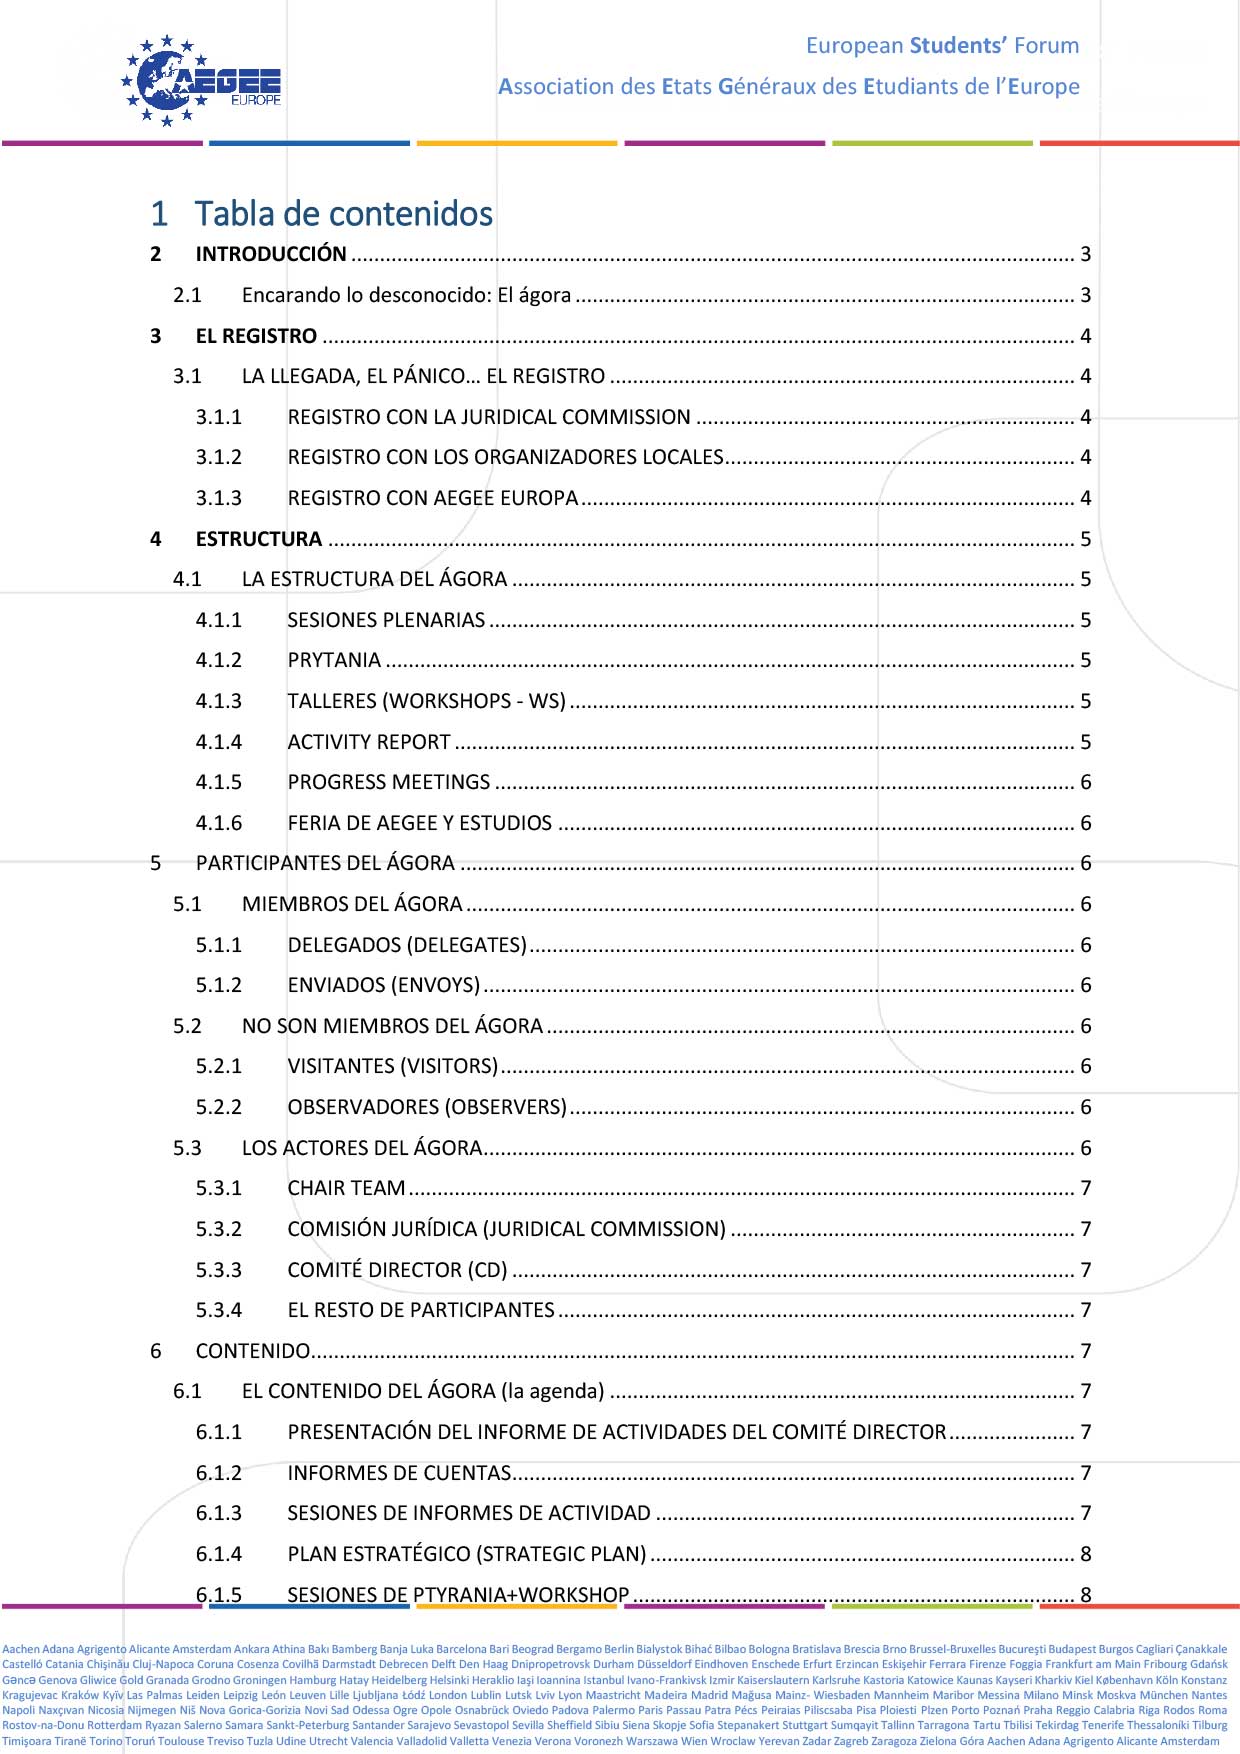 AEGEE
EUROPE
European Students’ Forum
Association des Etats Généraux des Etudiants de l’Europe
1 Tabla de contenidos
2 INTRODUCCIÓN 3
2.1 Encarando lo desconocido: El ágora 3
3 EL REGISTRO 4
3.1 LA LLEGADA, EL PÁNICO… EL REGISTRO 4
3.1.1 REGISTRO CON LA JURIDICAL COMMISSION 4
3.1.2 REGISTRO CON LOS ORGANIZADORES LOCALES 4
3.1.3 REGISTRO CON AEGEE EUROPA 4
4 ESTRUCTURA 5
4.1 LA ESTRUCTURA DEL ÁGORA 5
4.1.1 SESIONES PLENARIAS 5
4.1.2 PRYTANIA 5
4.1.3 TALLERES (WORKSHOPS - WS) 5
4.1.4 ACTIVITY REPORT 5
4.1.5 PROGRESS MEETINGS 6
4.1.6 FERIA DE AEGEE Y ESTUDIOS 6
5 PARTICIPANTES DEL ÁGORA 6
5.1 MIEMBROS DEL ÁGORA 6
5.1.1 DELEGADOS (DELEGATES) 6
5.1.2 ENVIADOS (ENVOYS) 6
5.2 NO SON MIEMBROS DEL ÁGORA 6
5.2.1 VISITANTES (VISITORS) 6
5.2.2 OBSERVADORES (OBSERVERS) 6
5.3 LOS ACTORES DEL ÁGORA 6
5.3.1 CHAIR TEAM 7
5.3.2 COMISIÓN JURÍDICA (JURIDICAL COMMISSION) 7
5.3.3 COMITÉ DIRECTOR (CD) 7
5.3.4 EL RESTO DE PARTICIPANTES 7
6 CONTENIDO 7
6.1 EL CONTENIDO DEL ÁGORA (la agenda) 7
6.1.1 PRESENTACIÓN DEL INFORME DE ACTIVIDADES DEL COMITÉ DIRECTOR 7
6.1.2 INFORMES DE CUENTAS 7
6.1.3 SESIONES DE INFORMES DE ACTIVIDAD 7
6.1.4 PLAN ESTRATÉGICO (STRATEGIC PLAN) 8
6.1.5 SESIONES DE PTYRANIA+WORKSHOP 8
Aachen Adana Agrigento Alicante Amsterdam Ankara Athina Bakı Bamberg Banja Luka Barcelona Bari Beograd Bergamo Berlin Bialystok Bihać Bilbao Bologna Bratislava Brescia Brno Brussel-Bruxelles Bucureşti Budapest Burgos Cagliari Çanakkale
Castelló Catania Chişinău Cluj-Napoca Coruna Cosenza Covilhã Darmstadt Debrecen Delft Den Haag Dnipropetrovsk Durham Düsseldorf Eindhoven Enschede Erfurt Erzincan Eskişehir Ferrara Firenze Foggia Frankfurt am Main Fribourg Gdańsk
Gəncə Genova Gliwice Gold Granada Grodno Groningen Hamburg Hatay Heidelberg Helsinki Heraklio Iaşi Ioannina Istanbul Ivano-Frankivsk Izmir Kaiserslautern Karlsruhe Kastoria Katowice Kaunas Kayseri Kharkiv Kiel København Köln Konstanz
Kragujevac Kraków Kyïv Las Palmas Leiden Leipzig León Leuven Lille Ljubljana Łódź London Lublin Lutsk Lviv Lyon Maastricht Madeira Madrid Mağusa Mainz- Wiesbaden Mannheim Maribor Messina Milano Minsk Moskva München Nantes
Napoli Naxçıvan Nicosia Nijmegen Niš Nova Gorica-Gorizia Novi Sad Odessa Ogre Opole Osnabrück Oviedo Padova Palermo Paris Passau Patra Pécs Peiraias Piliscsaba Pisa Ploiesti Plzen Porto Poznań Praha Reggio Calabria Riga Rodos Roma
Rostov-na-Donu Rotterdam Ryazan Salerno Samara Sankt-Peterburg Santander Sarajevo Sevastopol Sevilla Sheffield Sibiu Siena Skopje Sofia Stepanakert Stuttgart Sumqayit Tallinn Tarragona Tartu Tbilisi Tekirdag Tenerife Thessaloníki Tilburg
Timişoara Tiranë Torino Toruń Toulouse Treviso Tuzla Udine Utrecht Valencia Valladolid Valletta Venezia Verona Voronezh Warszawa Wien Wroclaw Yerevan Zadar Zagreb Zaragoza Zielona Góra Aachen Adana Agrigento Alicante Amsterdam